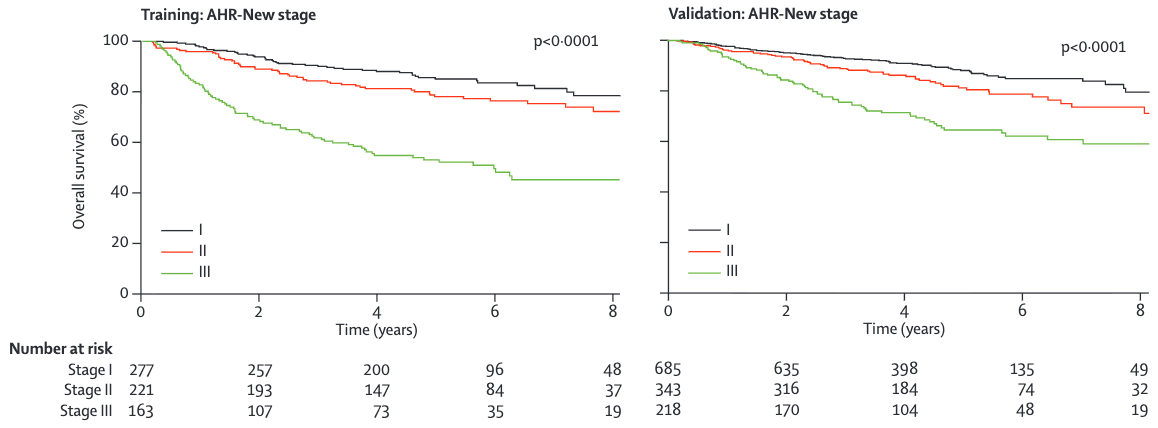 Training: AHR-New stage
Validation: AHR-New stage
p<0·0001
p<0·0001
Overall survival (%)
100
80
60
40
20
0
I
II
III
I
II
III
0 2 4 6 8
0 2 4 6 8
Time (years)
Time (years)
Number at risk
Stage I 277 257 200 96 48 685 635 398 135 49
Stage II 221 193 147 84 37 343 316 184 74 32
Stage III 163 107 73 35 19 218 170 104 48 19